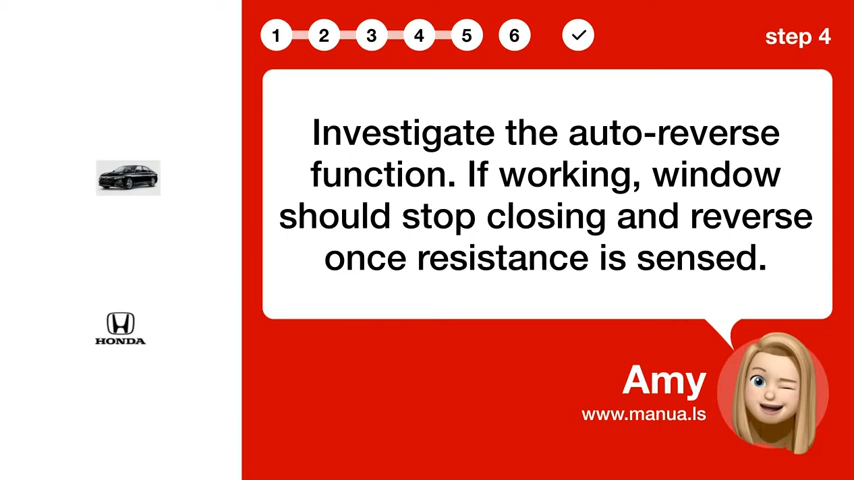 1 2 3 4 5 6
step 4
Investigate the auto-reverse
function. If working, window
should stop closing and reverse
once resistance is sensed.
HONDA
Amy
www.manua.ls